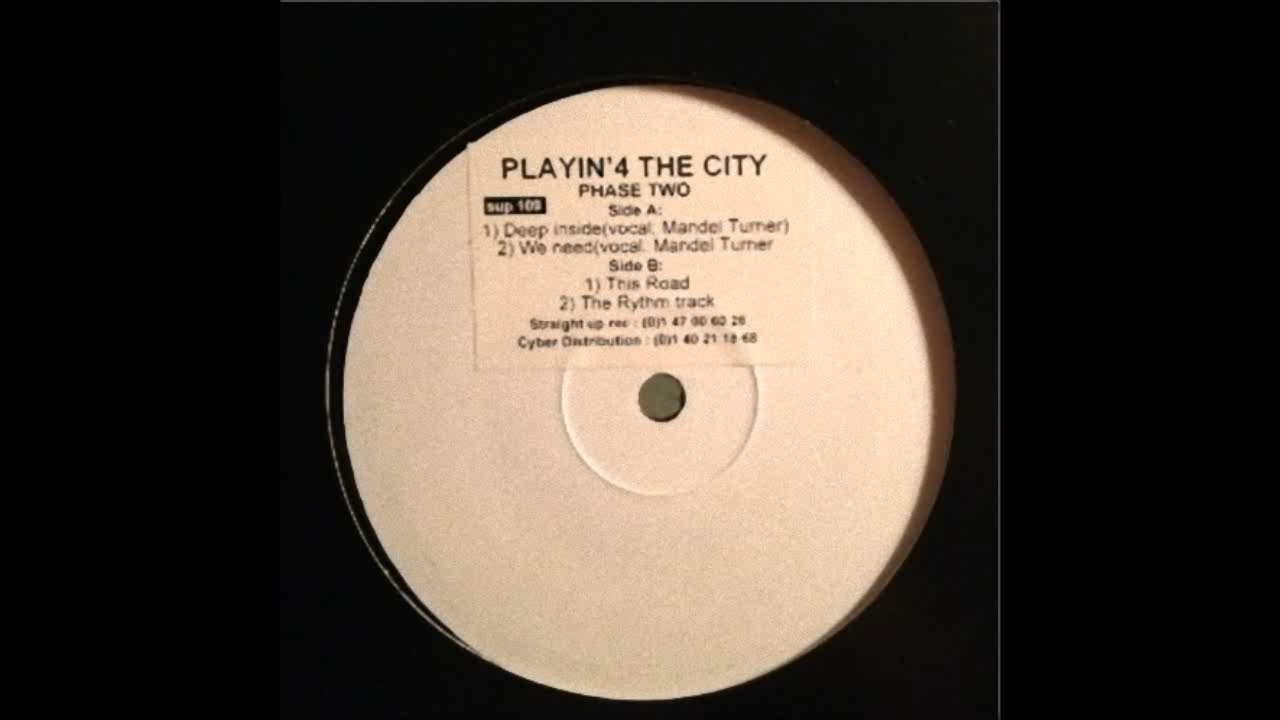 PLAYIN'4 THE CITY
PHASE TWO
sup 109
Side A:
1) Deep inside(vocal: Mandel Turner)
2) We need(vocal: Mandel Turner
Side B:
1) This Road
2) The Rythm track
Straight up rec : (0)1 47 00 60 26
Cyber Distribution : (0)1 40 21 18 68